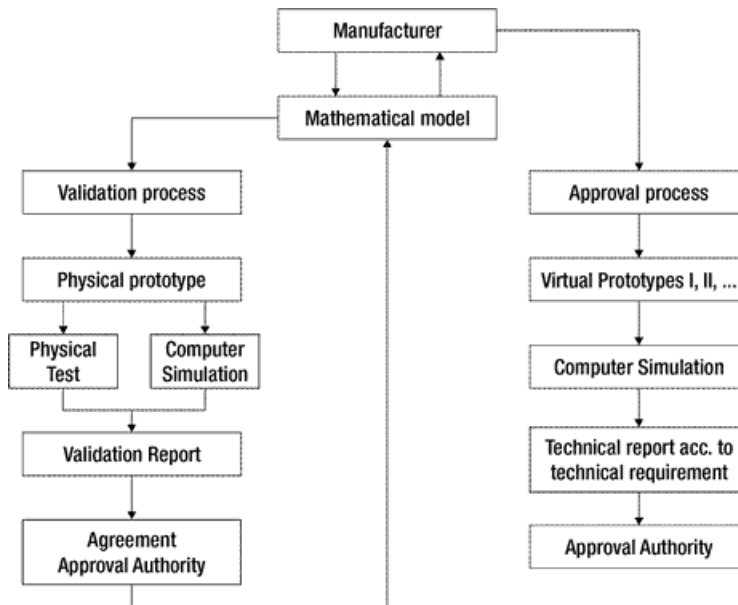 Manufacturer
Mathematical model
Validation process
Approval process
Physical prototype
Virtual Prototypes I, II, ...
Physical
Test
Computer
Simulation
Computer Simulation
Validation Report
Technical report acc. to
technical requirement
Agreement
Approval Authority
Approval Authority